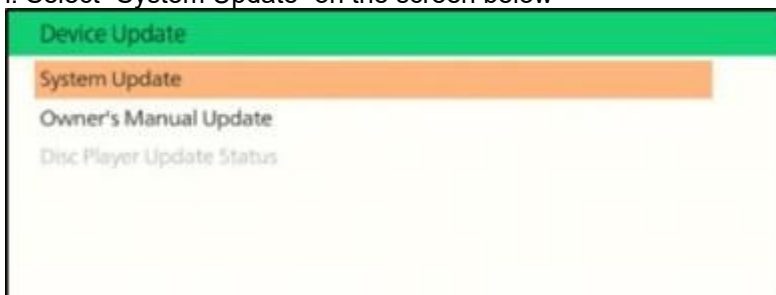 i. Select "System Update" on the screen below
Device Update
System Update
Owner's Manual Update
Disc Player Update Status